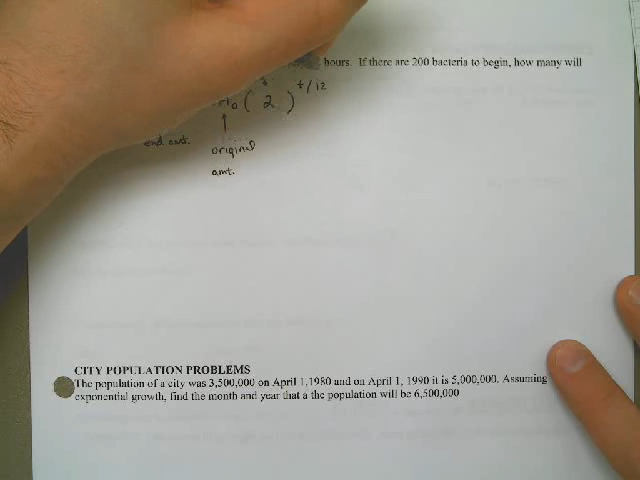 hours. If there are 200 bacteria to begin, how many will
( 2 ) t/12
end amt.
original
amt.
CITY POPULATION PROBLEMS
The population of a city was 3,500,000 on April 1,1980 and on April 1, 1990 it is 5,000,000. Assuming
exponential growth, find the month and year that a the population will be 6,500,000